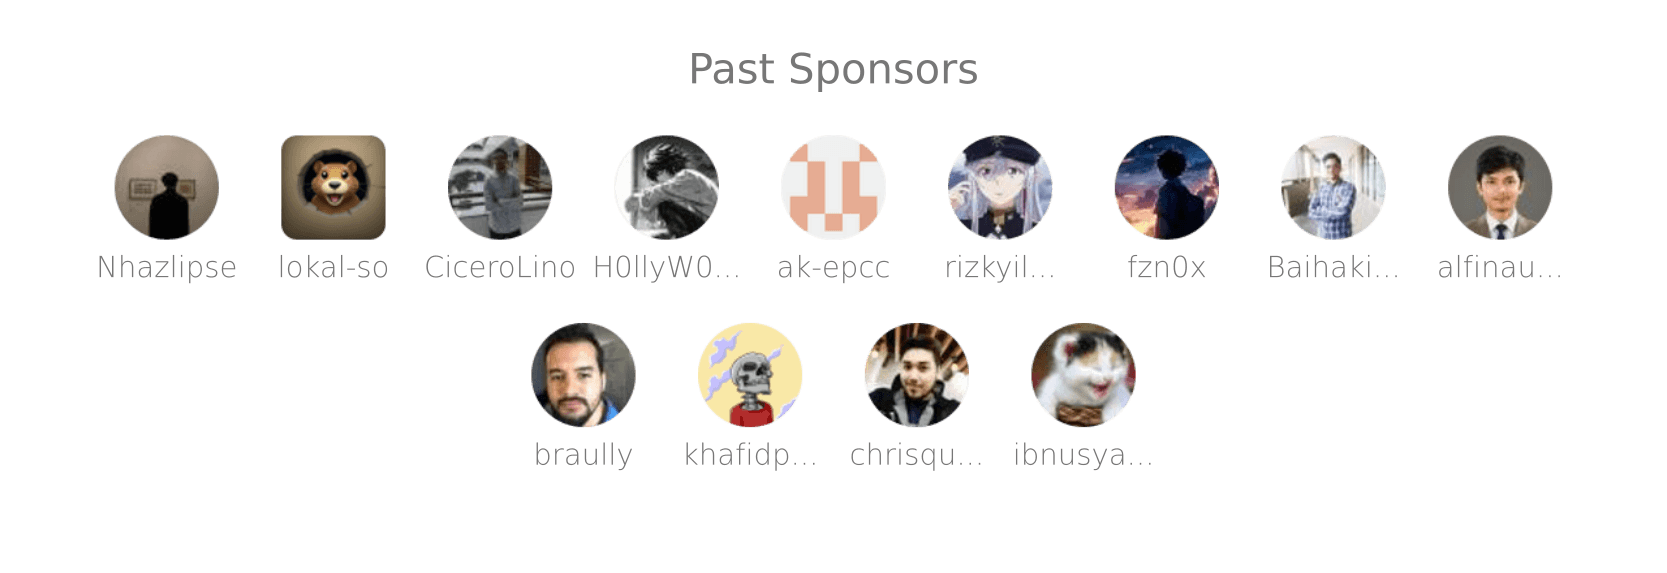 Past Sponsors
Nhazlipse lokal-so CiceroLino H0llyW0... ak-epcc rizkyil... fzn0x Baihaki... alfinau...
braully khafidp... chrisqu... ibnusya...